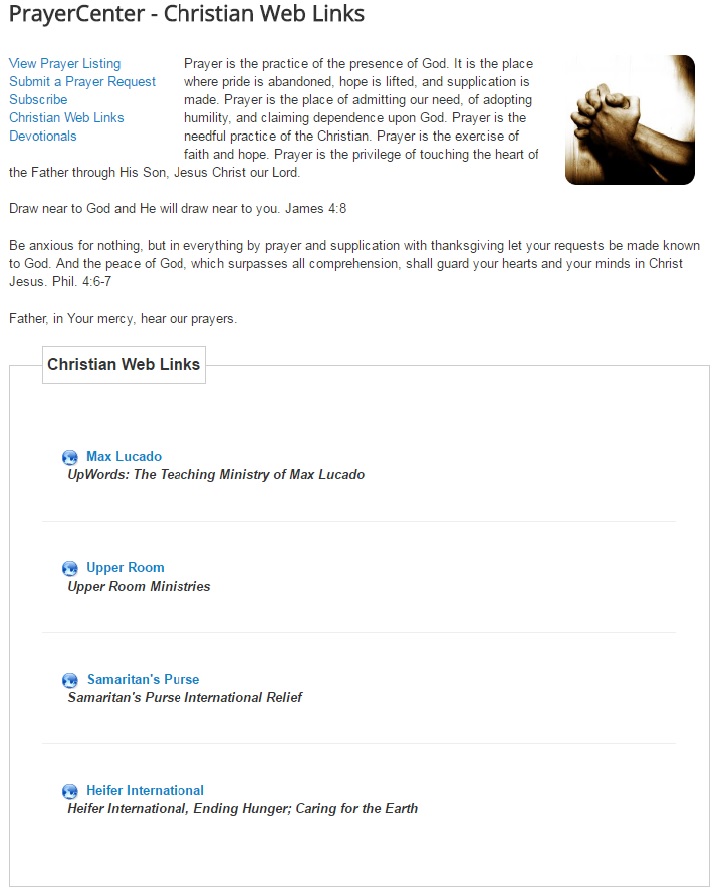 PrayerCenter - Christian Web Links
View Prayer Listing
Submit a Prayer Request
Subscribe
Christian Web Links
Devotionals
Prayer is the practice of the presence of God. It is the place
where pride is abandoned, hope is lifted, and supplication is
made. Prayer is the place of admitting our need, of adopting
humility, and claiming dependence upon God. Prayer is the
needful practice of the Christian. Prayer is the exercise of
faith and hope. Prayer is the privilege of touching the heart of
the Father through His Son, Jesus Christ our Lord.
Draw near to God and He will draw near to you. James 4:8
Be anxious for nothing, but in everything by prayer and supplication with thanksgiving let your requests be made known
to God. And the peace of God, which surpasses all comprehension, shall guard your hearts and your minds in Christ
Jesus. Phil. 4:6-7
Father, in Your mercy, hear our prayers.
Christian Web Links
Max Lucado
UpWords: The Teaching Ministry of Max Lucado
Upper Room
Upper Room Ministries
Samaritan's Purse
Samaritan's Purse International Relief
Heifer International
Heifer International, Ending Hunger; Caring for the Earth